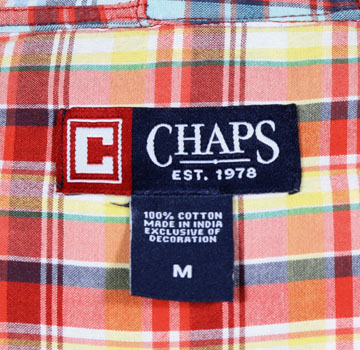 C CHAPS
EST. 1978
100% COTTON
MADE IN INDIA
EXCLUSIVE OF
DECORATION
M